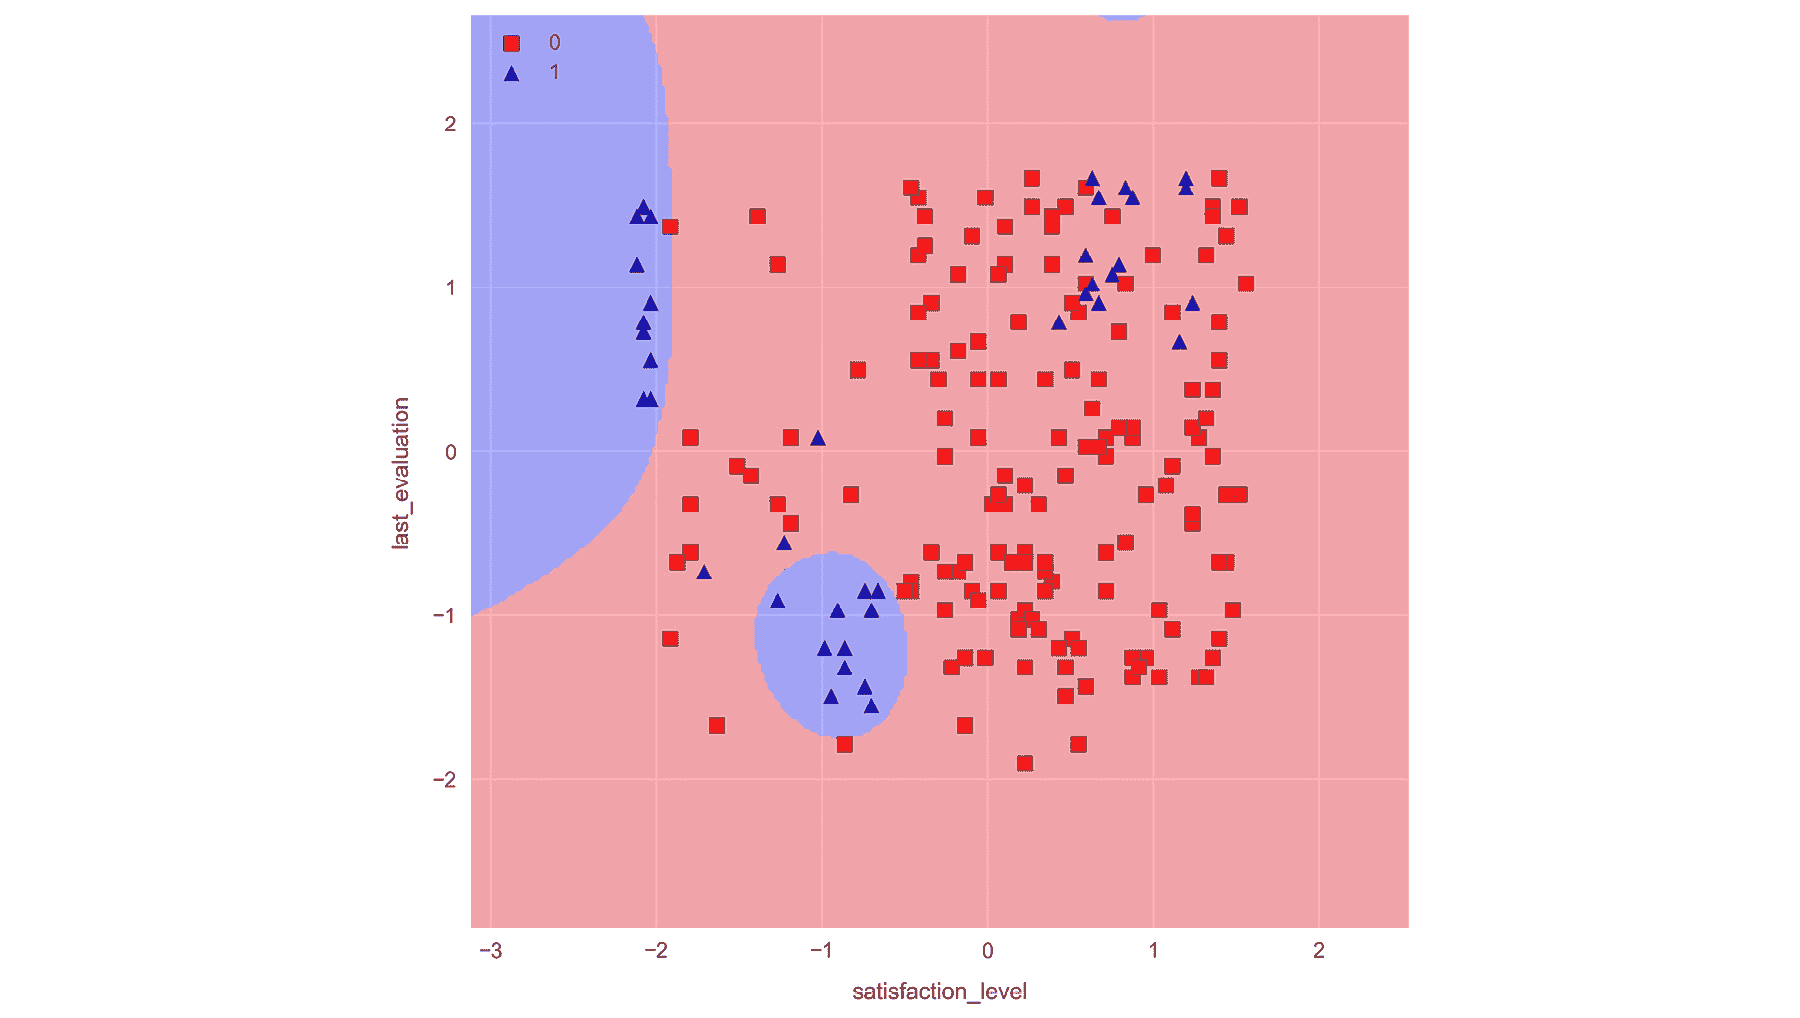 0
1
2
1
0
−1
−2
last_evaluation
−3 −2 −1 0 1 2
satisfaction_level